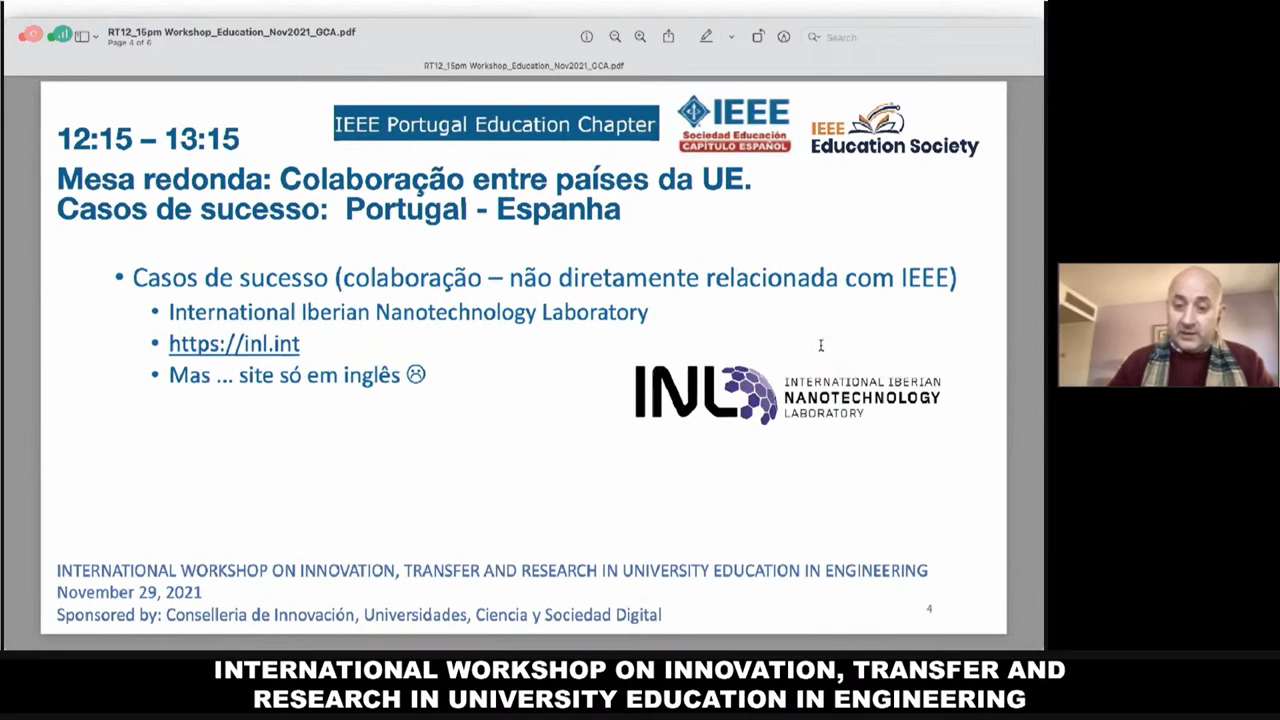 RT12_15pm Workshop_Education_Nov2021_GCA.pdf
Page 4 of 6
Search
RT12_15pm Workshop_Education_Nov2021_GCA.pdf
IEEE Portugal Education Chapter
IEEE
Sociedad Educación
CAPÍTULO ESPAÑOL
IEEE
Education Society
12:15 – 13:15
Mesa redonda: Colaboração entre países da UE.
Casos de sucesso: Portugal - Espanha
• Casos de sucesso (colaboração – não diretamente relacionada com IEEE)
• International Iberian Nanotechnology Laboratory
• https://inl.int
• Mas ... site só em inglês ☹
INL INTERNATIONAL IBERIAN
NANOTECHNOLOGY
LABORATORY
INTERNATIONAL WORKSHOP ON INNOVATION, TRANSFER AND RESEARCH IN UNIVERSITY EDUCATION IN ENGINEERING
November 29, 2021
Sponsored by: Conselleria de Innovación, Universidades, Ciencia y Sociedad Digital
4
INTERNATIONAL WORKSHOP ON INNOVATION, TRANSFER AND
RESEARCH IN UNIVERSITY EDUCATION IN ENGINEERING